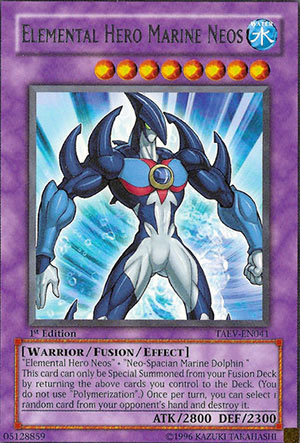 Elemental Hero Marine Neos
WATER
水
1st Edition
TAEV-EN041
[Warrior/Fusion/Effect]
"Elemental Hero Neos" + "Neo-Spacian Marine Dolphin "
This card can only be Special Summoned from your Fusion Deck
by returning the above cards you control to the Deck. (You
do not use "Polymerization".) Once per turn, you can select 1
random card from your opponent's hand and destroy it.
ATK/2800 DEF/2300
05128859
©1996 KAZUKI TAKAHASHI